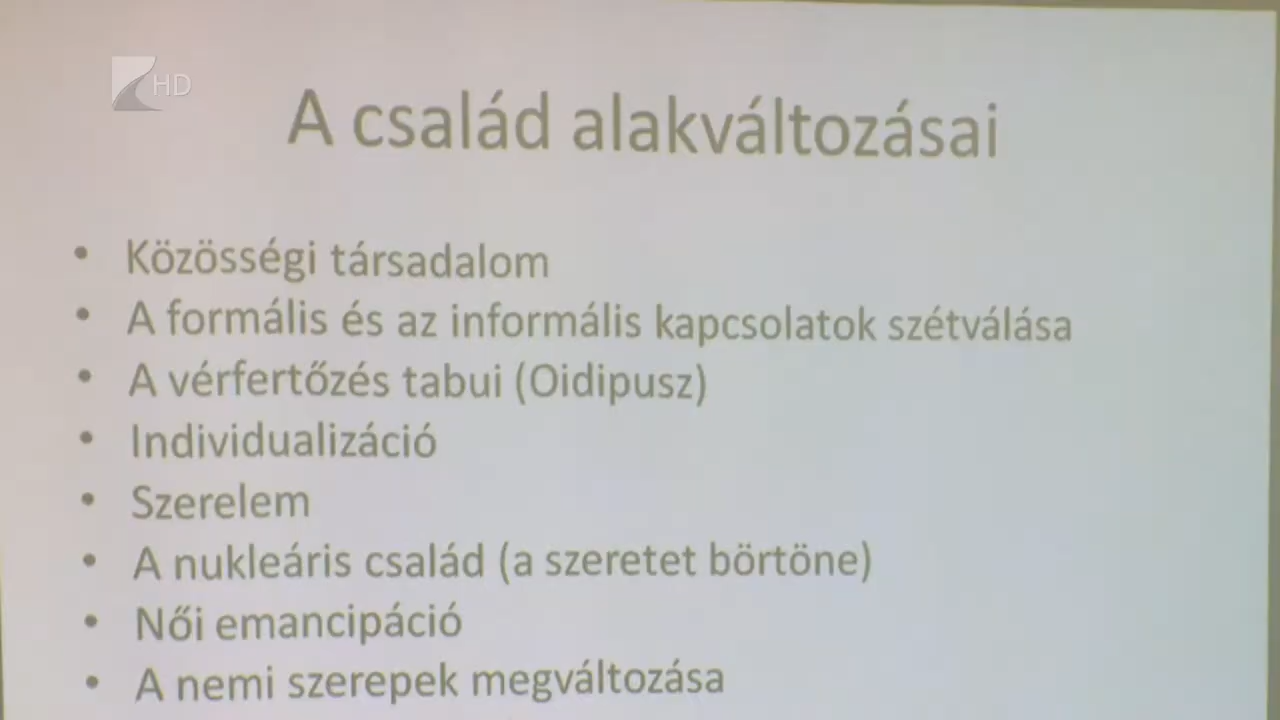 HD
A család alakváltozásai
• Közösségi társadalom
• A formális és az informális kapcsolatok szétválása
• A vérfertőzés tabui (Oidipusz)
• Individualizáció
• Szerelem
• A nukleáris család (a szeretet börtöne)
• Női emancipáció
• A nemi szerepek megváltozása